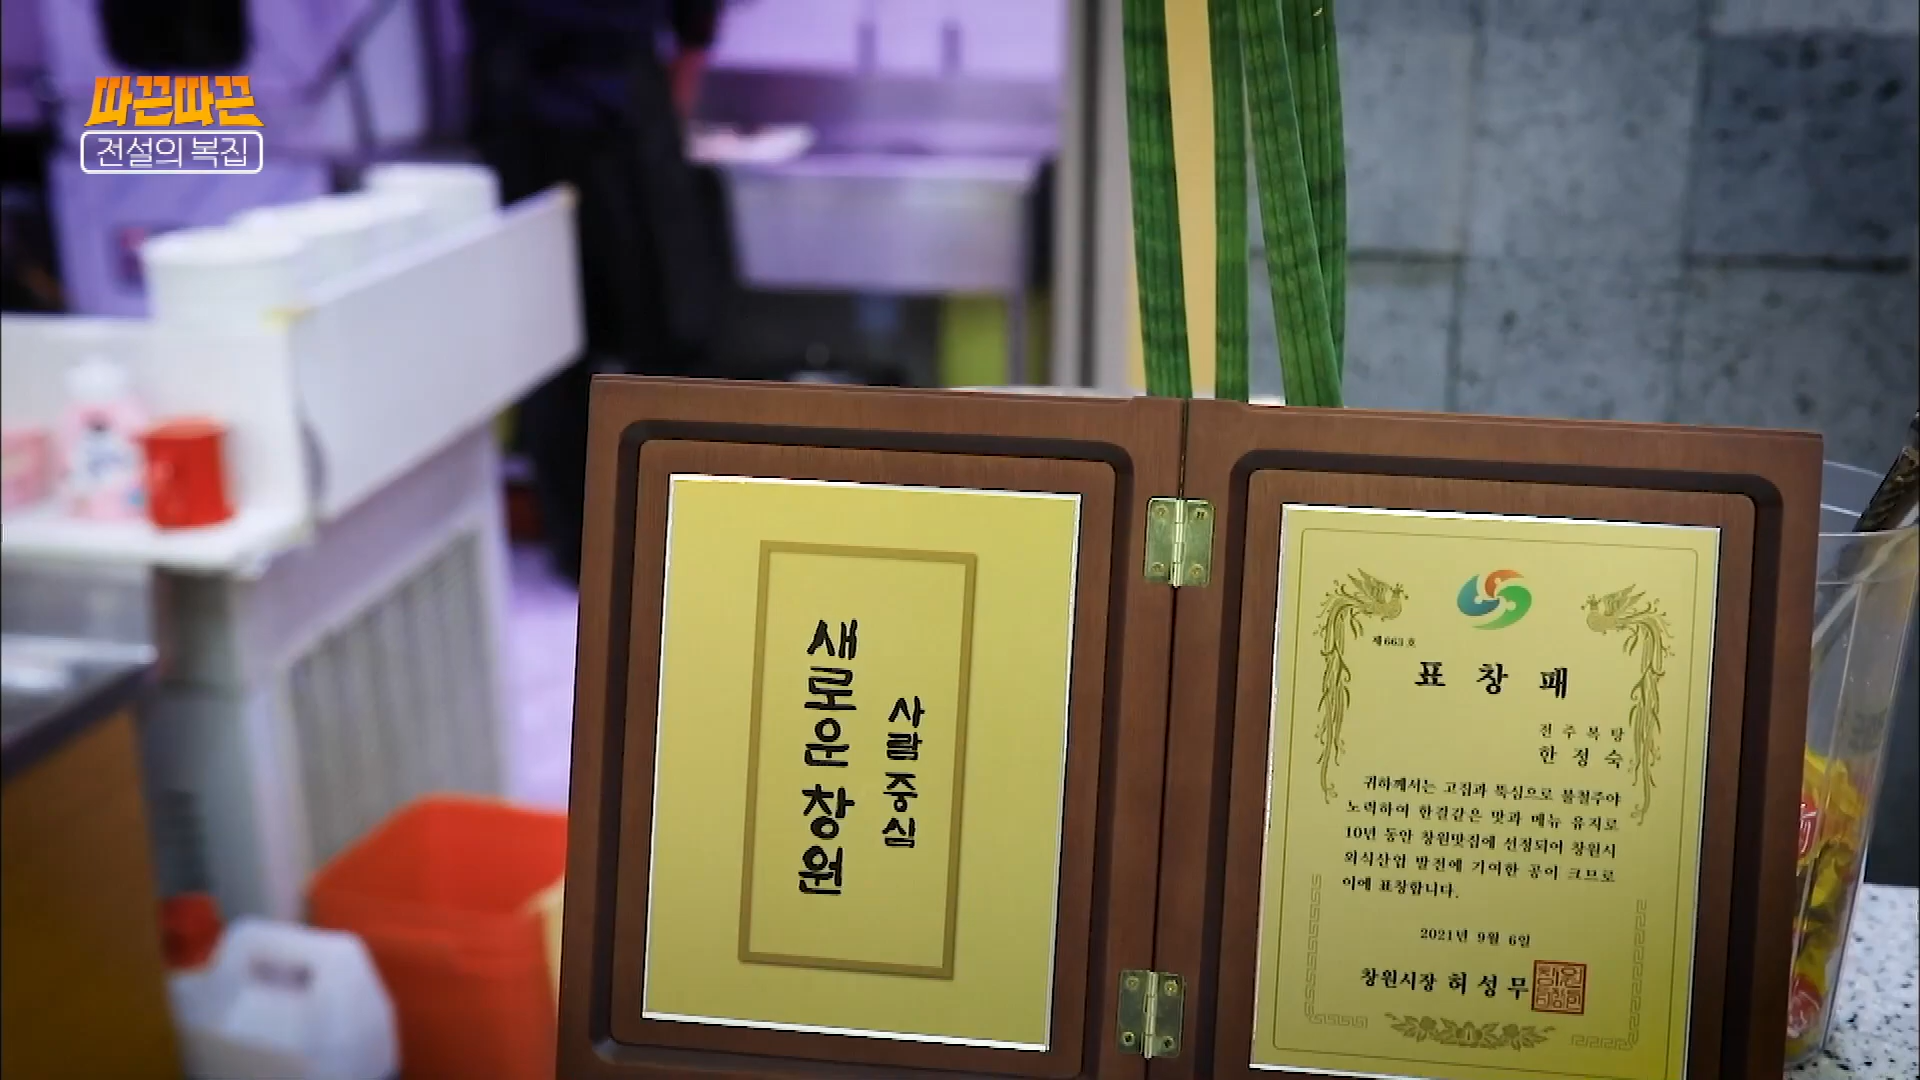 따끈따끈
전설의 복집
사람중심
새로운 창원
제663호
표 창 패
전 주 복 탕
한 정 숙
귀하께서는 고집과 뚝심으로 불철주야
노력하여 한결같은 맛과 메뉴 유지로
10년 동안 창원맛집에 선정되어 창원시
외식산업 발전에 기여한 공이 크므로
이에 표창합니다.
2021년 9월 6일
창원시장 허 성 무